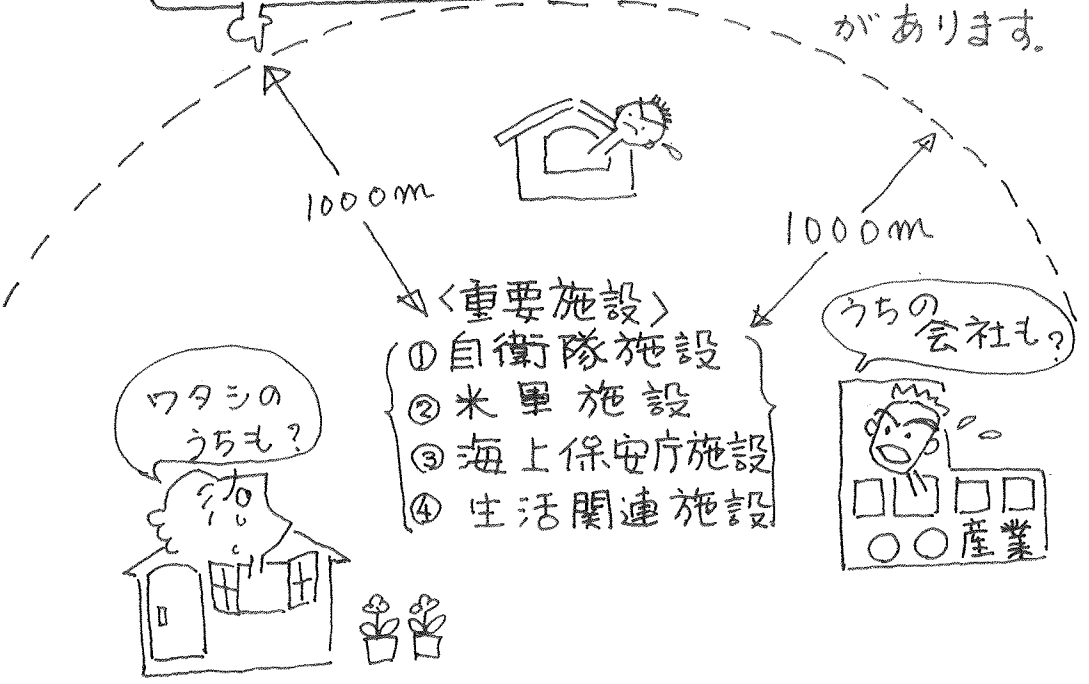 があります。
1000m
1000m
〈重要施設〉
①自衛隊施設
②米軍施設
③海上保安庁施設
④生活関連施設
うちの
会社も?
ワタシの
うちも?
○○産業